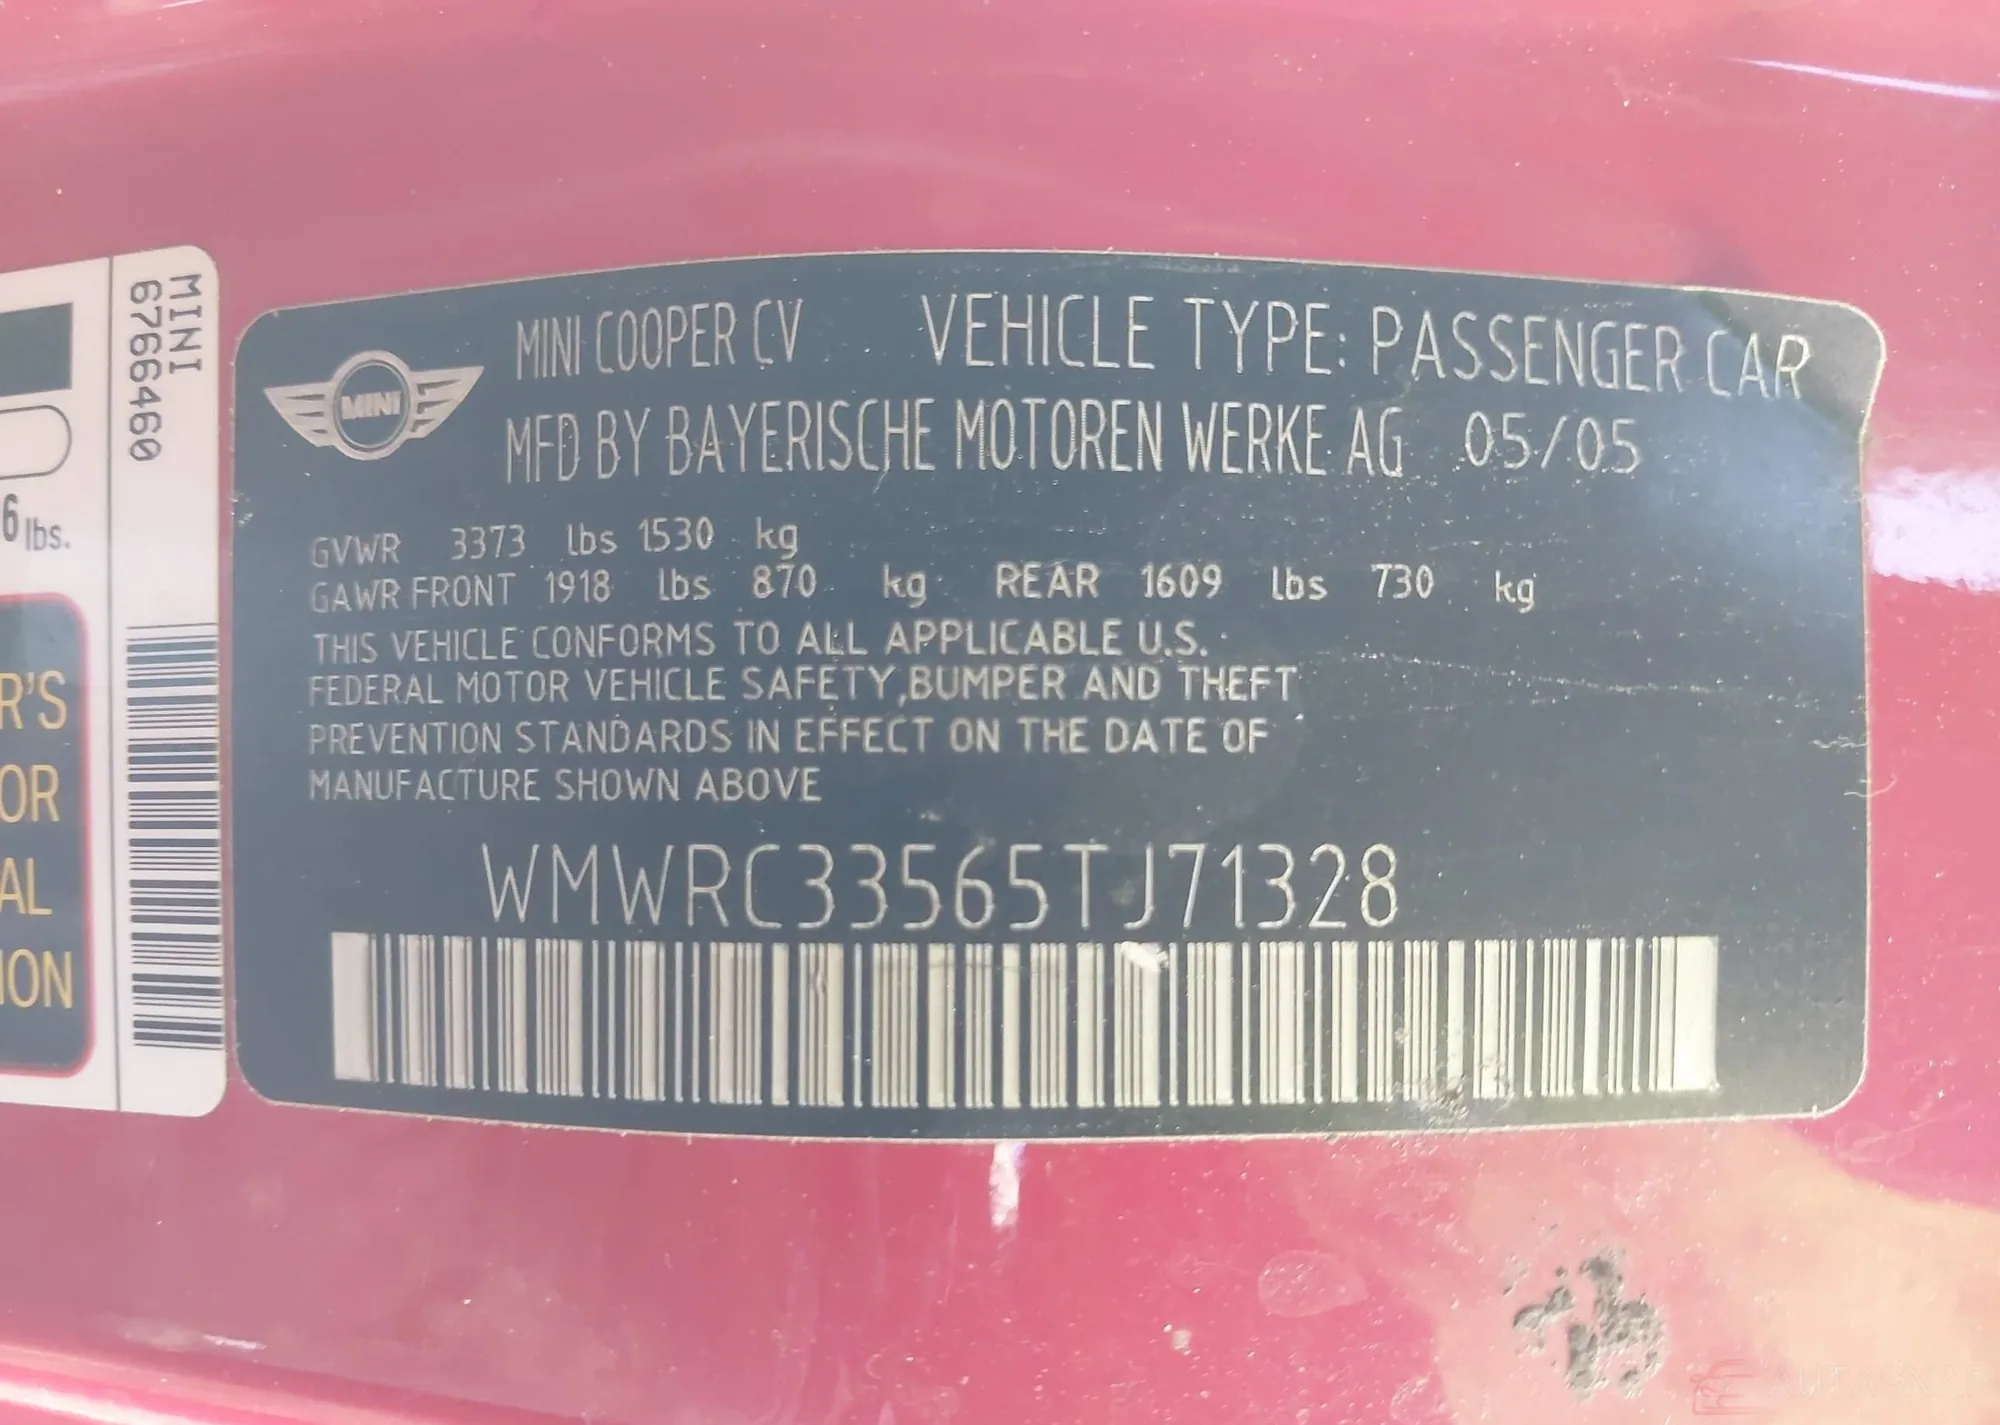 MINI
6766460
6 lbs.
R'S
OR
AL
ION
MINI
MINI COOPER CV VEHICLE TYPE: PASSENGER CAR
MFD BY BAYERISCHE MOTOREN WERKE AG 05/05
GVWR 3373 lbs 1530 kg
GAWR FRONT 1918 lbs 870 kg REAR 1609 lbs 730 kg
THIS VEHICLE CONFORMS TO ALL APPLICABLE U.S.
FEDERAL MOTOR VEHICLE SAFETY,BUMPER AND THEFT
PREVENTION STANDARDS IN EFFECT ON THE DATE OF
MANUFACTURE SHOWN ABOVE
WMWRC33565TJ71328